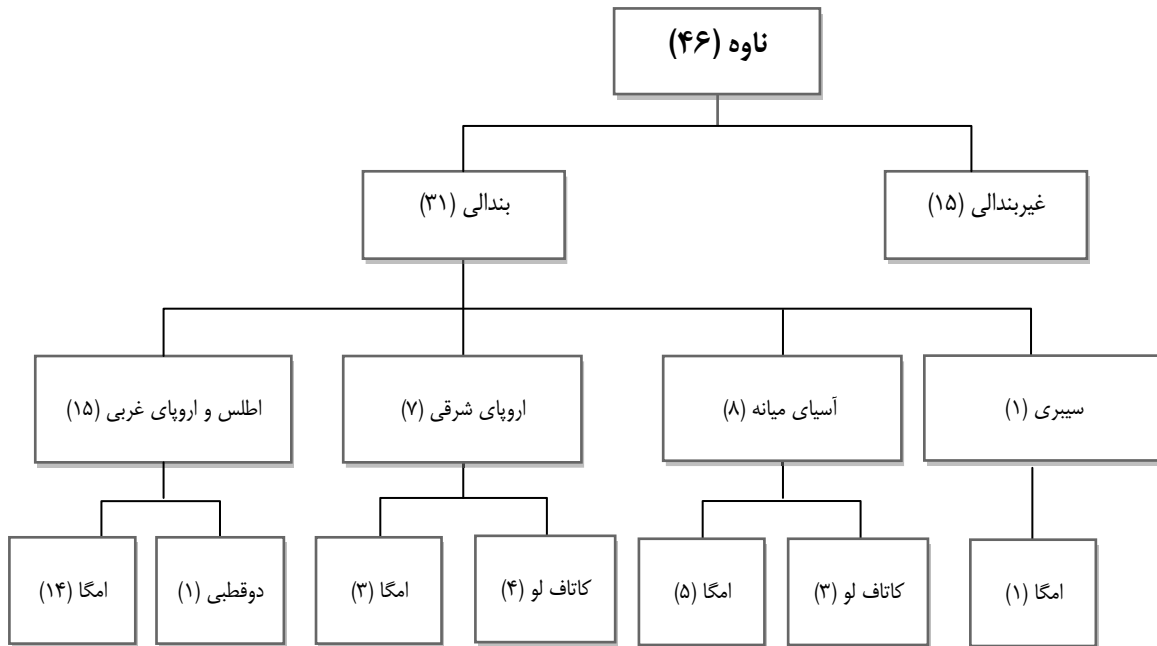 ناوه (۴۶)
غیربندالی (۱۵)
بندالی (۳۱)
سیبری (۱)
آسیای میانه (۸)
اروپای شرقی (۷)
اطلس و اروپای غربی (۱۵)
امگا (۱)
کاتاف لو (۳)
امگا (۵)
کاتاف لو (۴)
امگا (۳)
دوقطبی (۱)
امگا (۱۴)